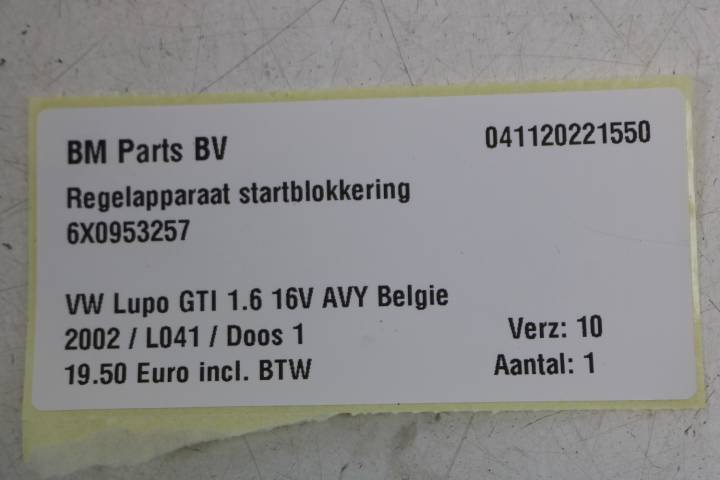 BM Parts BV
041120221550
Regelapparaat startblokkering
6X0953257
VW Lupo GTI 1.6 16V AVY Belgie
2002 / L041 / Doos 1
Verz: 10
19.50 Euro incl. BTW
Aantal: 1